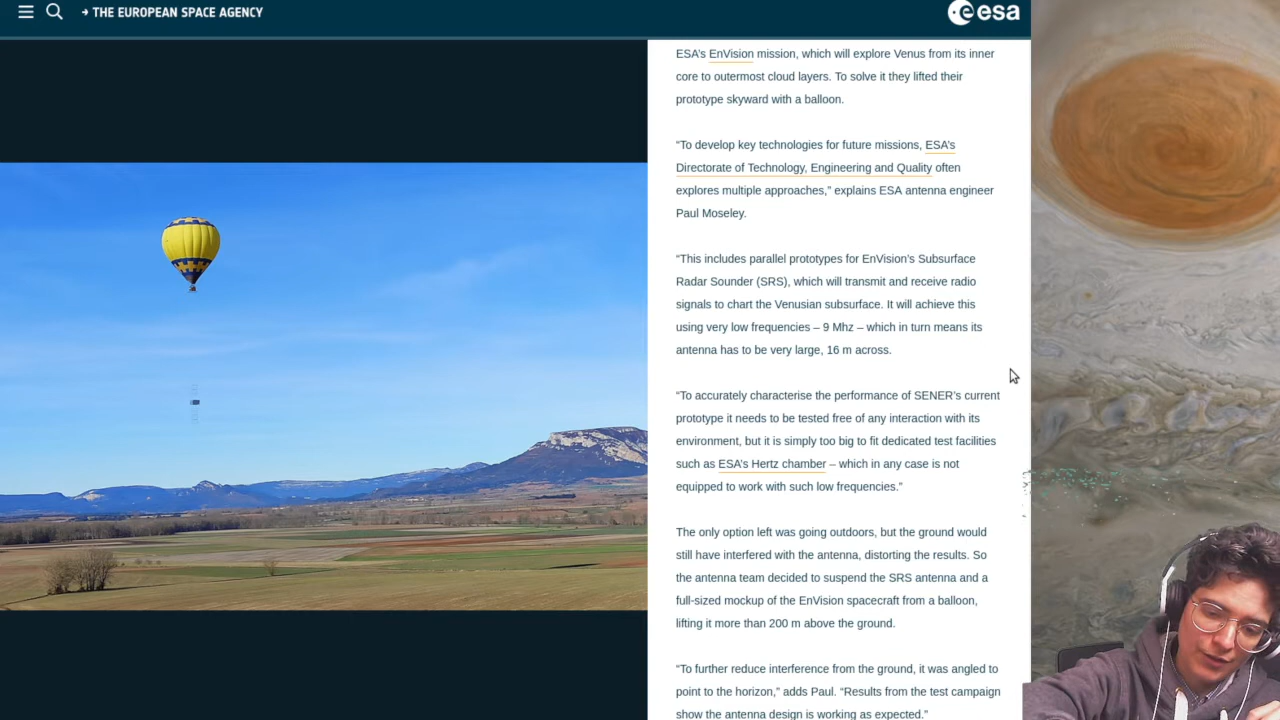 → THE EUROPEAN SPACE AGENCY
esa
ESA's EnVision mission, which will explore Venus from its inner
core to outermost cloud layers. To solve it they lifted their
prototype skyward with a balloon.
“To develop key technologies for future missions, ESA's
Directorate of Technology, Engineering and Quality often
explores multiple approaches,” explains ESA antenna engineer
Paul Moseley.
“This includes parallel prototypes for EnVision's Subsurface
Radar Sounder (SRS), which will transmit and receive radio
signals to chart the Venusian subsurface. It will achieve this
using very low frequencies – 9 Mhz – which in turn means its
antenna has to be very large, 16 m across.
“To accurately characterise the performance of SENER's current
prototype it needs to be tested free of any interaction with its
environment, but it is simply too big to fit dedicated test facilities
such as ESA's Hertz chamber – which in any case is not
equipped to work with such low frequencies.”
The only option left was going outdoors, but the ground would
still have interfered with the antenna, distorting the results. So
the antenna team decided to suspend the SRS antenna and a
full-sized mockup of the EnVision spacecraft from a balloon,
lifting it more than 200 m above the ground.
“To further reduce interference from the ground, it was angled to
point to the horizon,” adds Paul. “Results from the test campaign
show the antenna design is working as expected.”